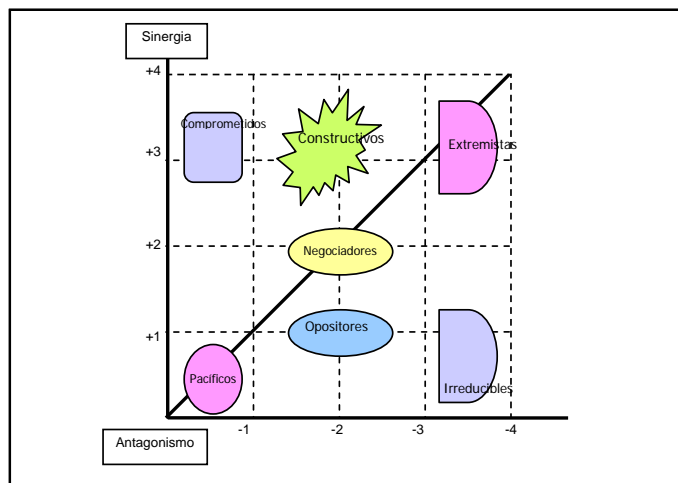 Sinergia
+4
Comprometidos
Constructivos
Extremistas
+3
+2
Negociadores
+1
Opositores
Pacíficos
Irreducibles
Antagonismo
-1
-2
-3
-4